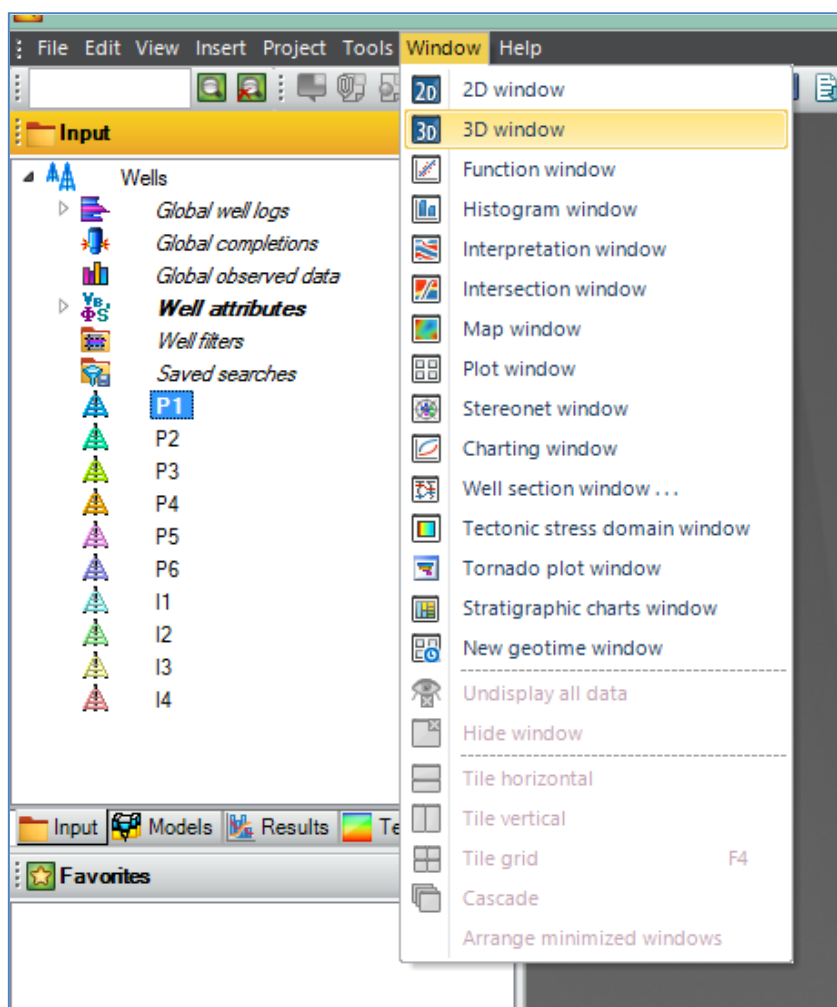 File Edit View Insert Project Tools Window Help
Input
Wells
Global well logs
Global completions
Global observed data
Well attributes
Well filters
Saved searches
P1
P2
P3
P4
P5
P6
I1
I2
I3
I4
Input Models Results Te
Favorites
2D 2D window
3D 3D window
Function window
Histogram window
Interpretation window
Intersection window
Map window
Plot window
Stereonet window
Charting window
Well section window ...
Tectonic stress domain window
Tornado plot window
Stratigraphic charts window
New geotime window
Undisplay all data
Hide window
Tile horizontal
Tile vertical
Tile grid F4
Cascade
Arrange minimized windows